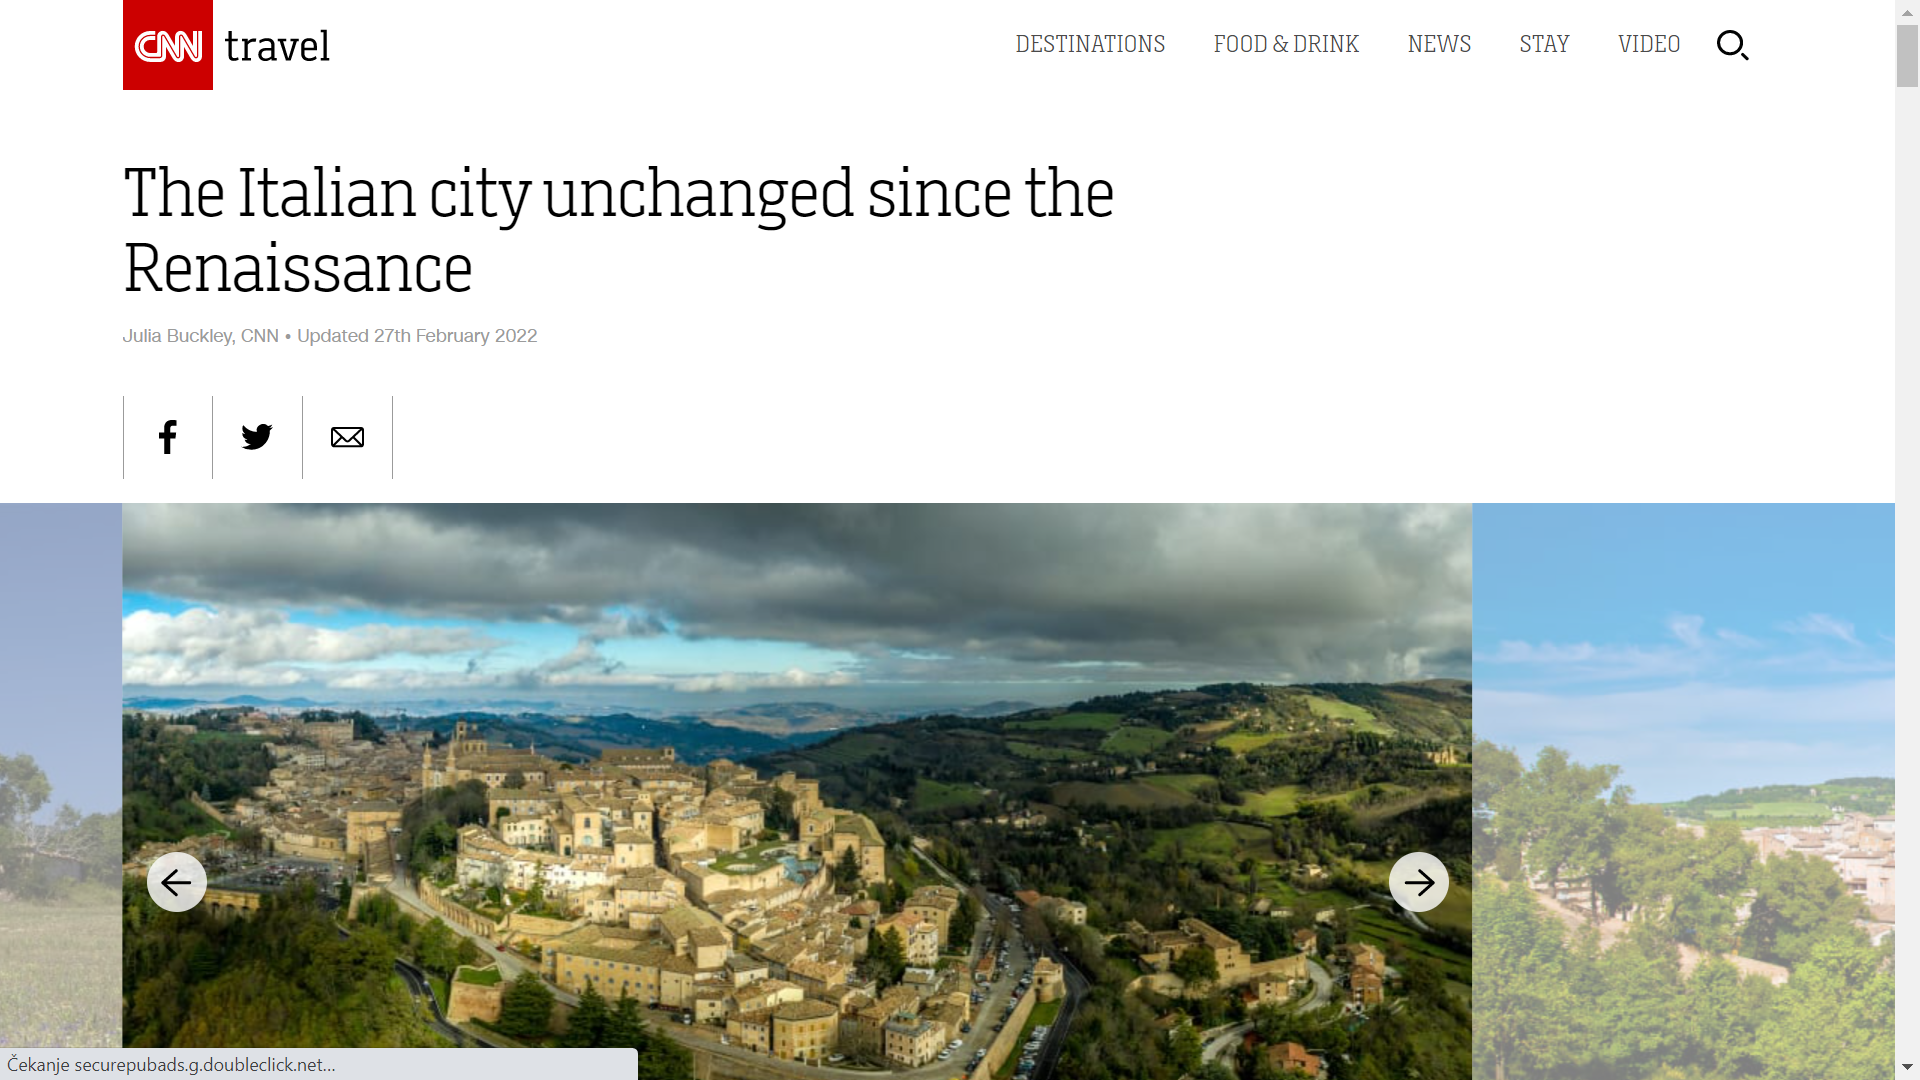 CNN travel
DESTINATIONS FOOD & DRINK NEWS STAY VIDEO
The Italian city unchanged since the
Renaissance
Julia Buckley, CNN • Updated 27th February 2022
Čekanje securepubads.g.doubleclick.net...